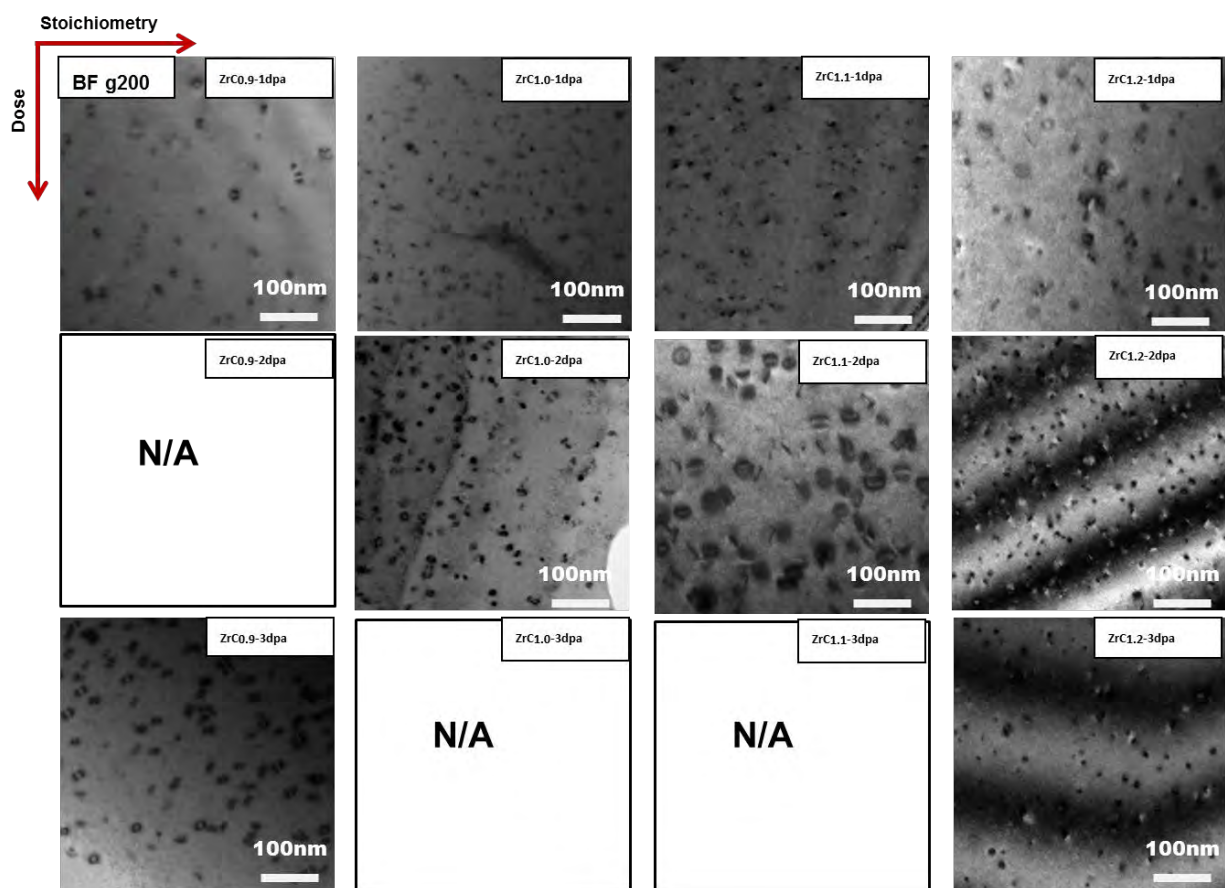 Stoichiometry
Dose
BF g200
ZrC0.9-1dpa
ZrC1.0-1dpa
ZrC1.1-1dpa
ZrC1.2-1dpa
100nm
100nm
100nm
100nm
ZrC0.9-2dpa
ZrC1.0-2dpa
ZrC1.1-2dpa
ZrC1.2-2dpa
N/A
100nm
100nm
100nm
ZrC0.9-3dpa
ZrC1.0-3dpa
ZrC1.1-3dpa
ZrC1.2-3dpa
N/A
N/A
100nm
100nm